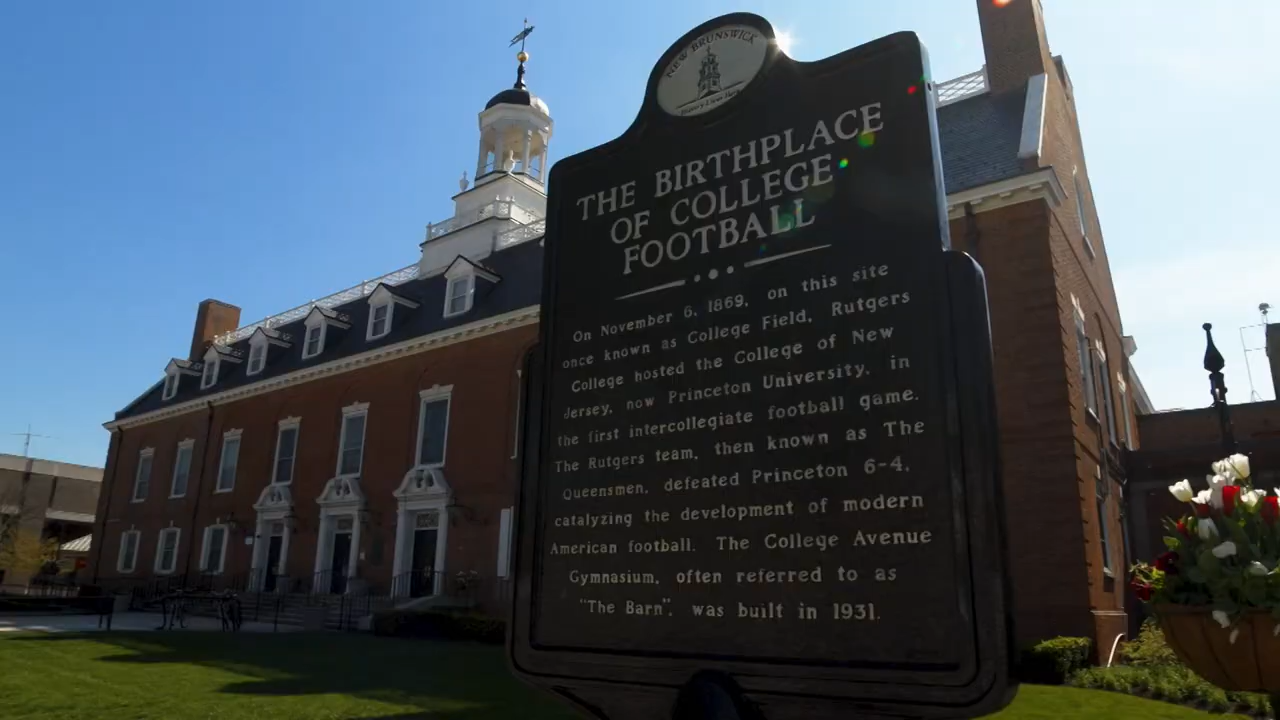 NEW BRUNSWICK
THE BIRTHPLACE
OF COLLEGE
FOOTBALL
On November 6, 1869, on this site
once known as College Field, Rutgers
College hosted the College of New
Jersey, now Princeton University, in
the first intercollegiate football game.
The Rutgers team, then known as The
Queensmen, defeated Princeton 6-4,
catalyzing the development of modern
American football. The College Avenue
Gymnasium, often referred to as
"The Barn", was built in 1931.